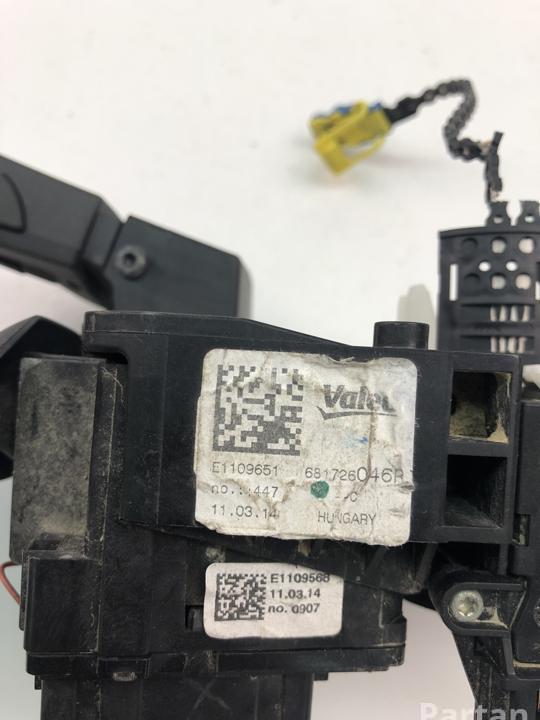 Valeo
E1109651
681726046R
no.: 447
11.03.14
HUNGARY
E1109568
11.03.14
no. 0907
Partan